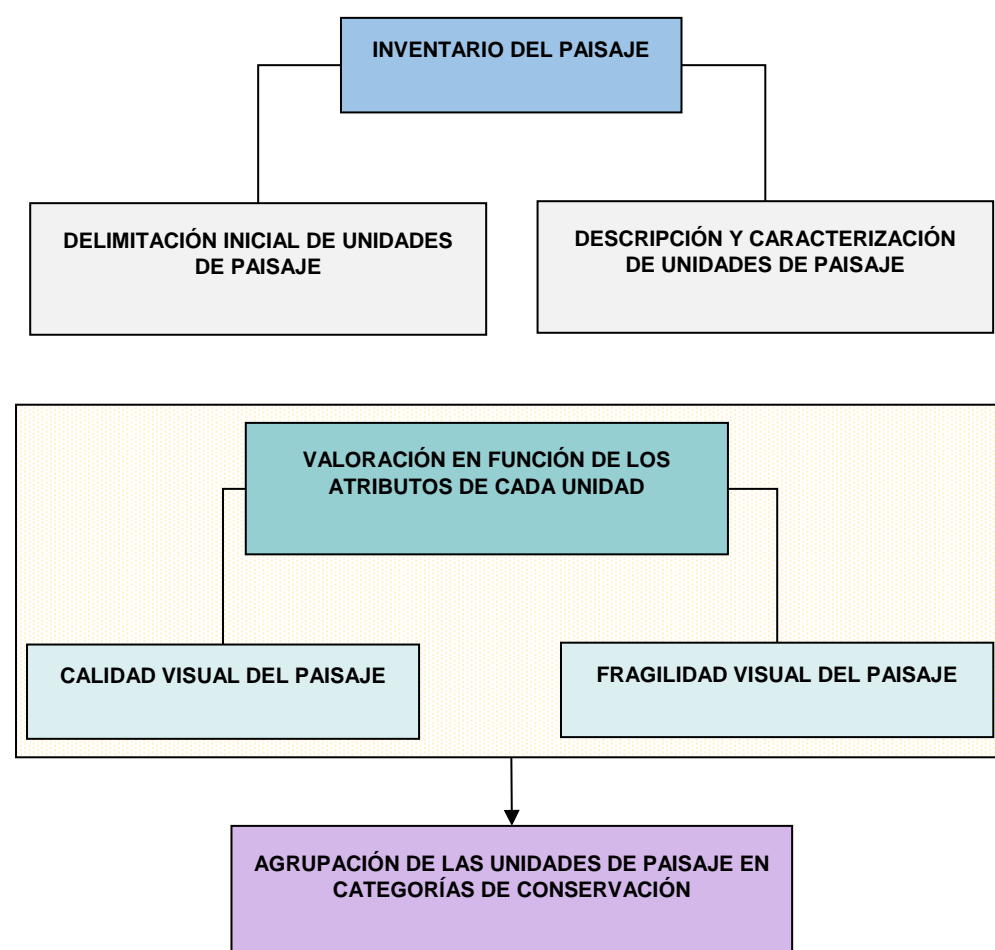 INVENTARIO DEL PAISAJE
DELIMITACIÓN INICIAL DE UNIDADES
DE PAISAJE
DESCRIPCIÓN Y CARACTERIZACIÓN
DE UNIDADES DE PAISAJE
VALORACIÓN EN FUNCIÓN DE LOS
ATRIBUTOS DE CADA UNIDAD
CALIDAD VISUAL DEL PAISAJE
FRAGILIDAD VISUAL DEL PAISAJE
AGRUPACIÓN DE LAS UNIDADES DE PAISAJE EN
CATEGORÍAS DE CONSERVACIÓN